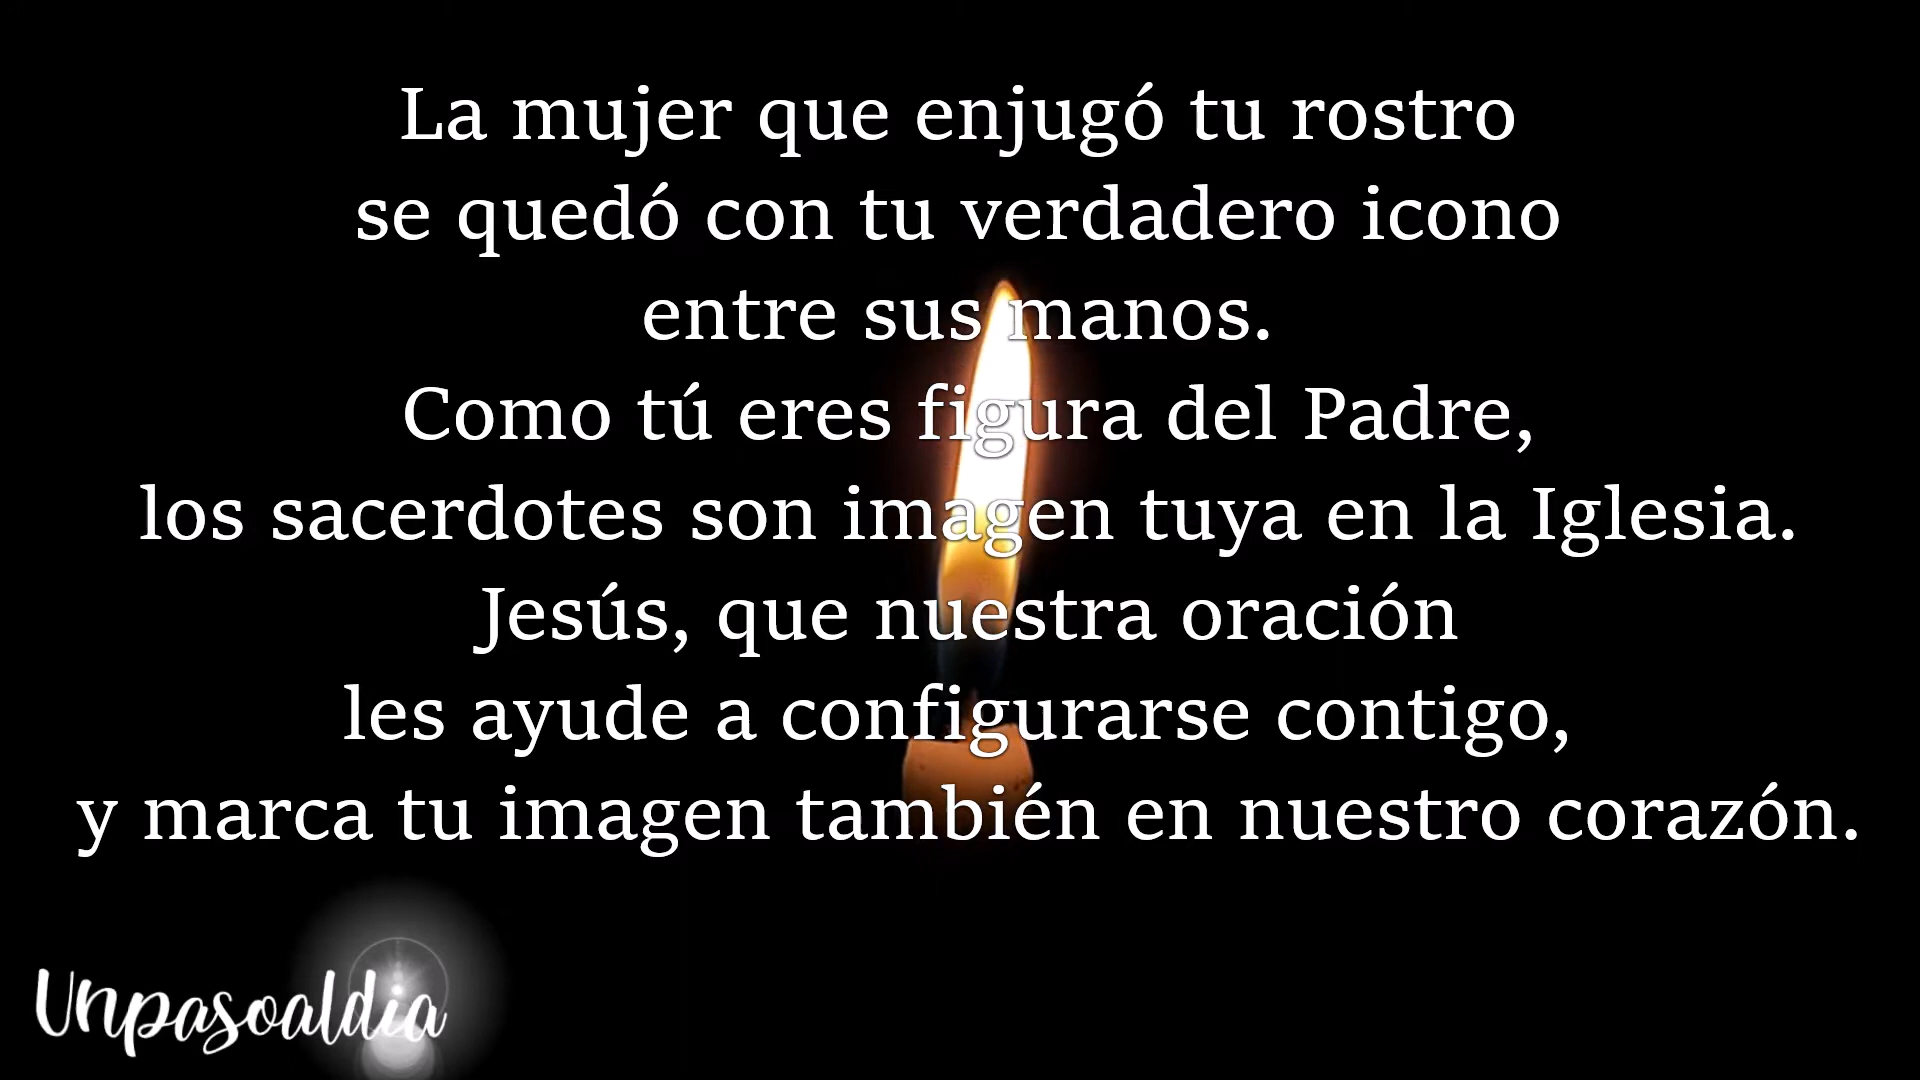 La mujer que enjugó tu rostro
se quedó con tu verdadero icono
entre sus manos.
Como tú eres figura del Padre,
los sacerdotes son imagen tuya en la Iglesia.
Jesús, que nuestra oración
les ayude a configurarse contigo,
y marca tu imagen también en nuestro corazón.
Unpasoaldia